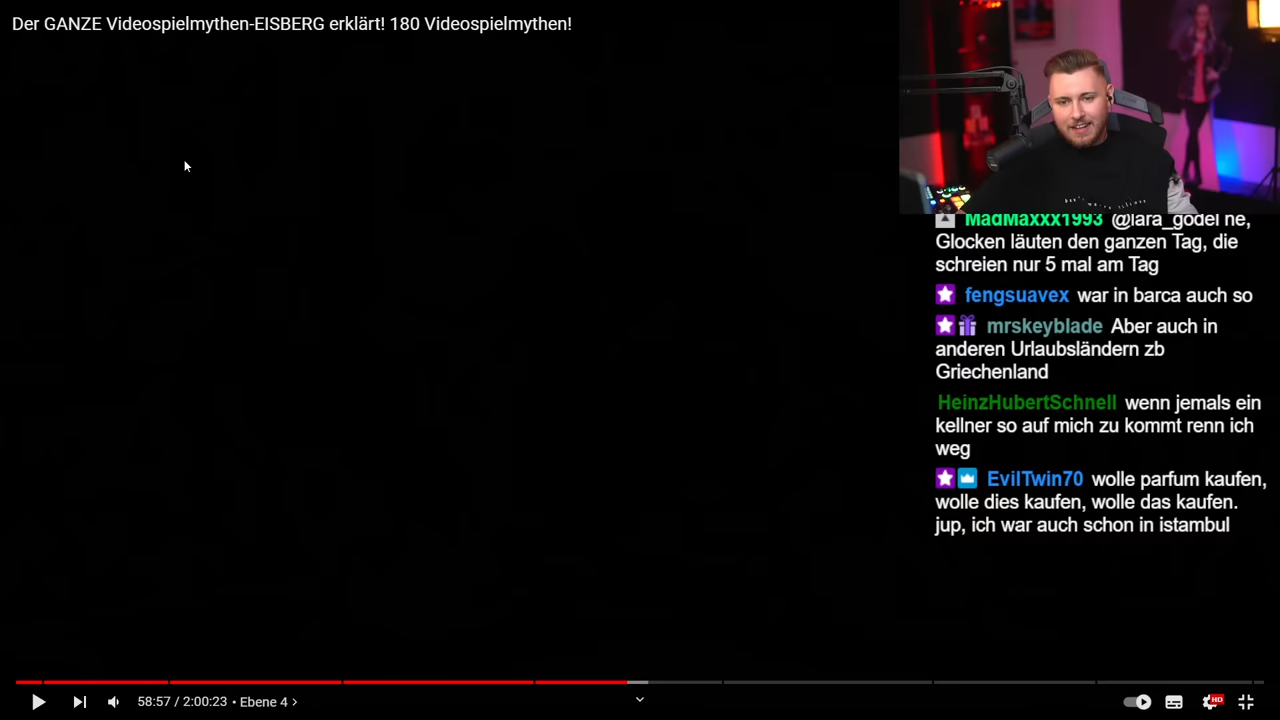 Der GANZE Videospielmythen-EISBERG erklärt! 180 Videospielmythen!
MadMaxxx1993 @lara_godel ne,
Glocken läuten den ganzen Tag, die
schreien nur 5 mal am Tag
fengsuavex war in barca auch so
mrskeyblade Aber auch in
anderen Urlaubsländern zb
Griechenland
HeinzHubertSchnell wenn jemals ein
kellner so auf mich zu kommt renn ich
weg
EvilTwin70 wolle parfum kaufen,
wolle dies kaufen, wolle das kaufen.
jup, ich war auch schon in istambul
58:57 / 2:00:23 • Ebene 4 ›
HD